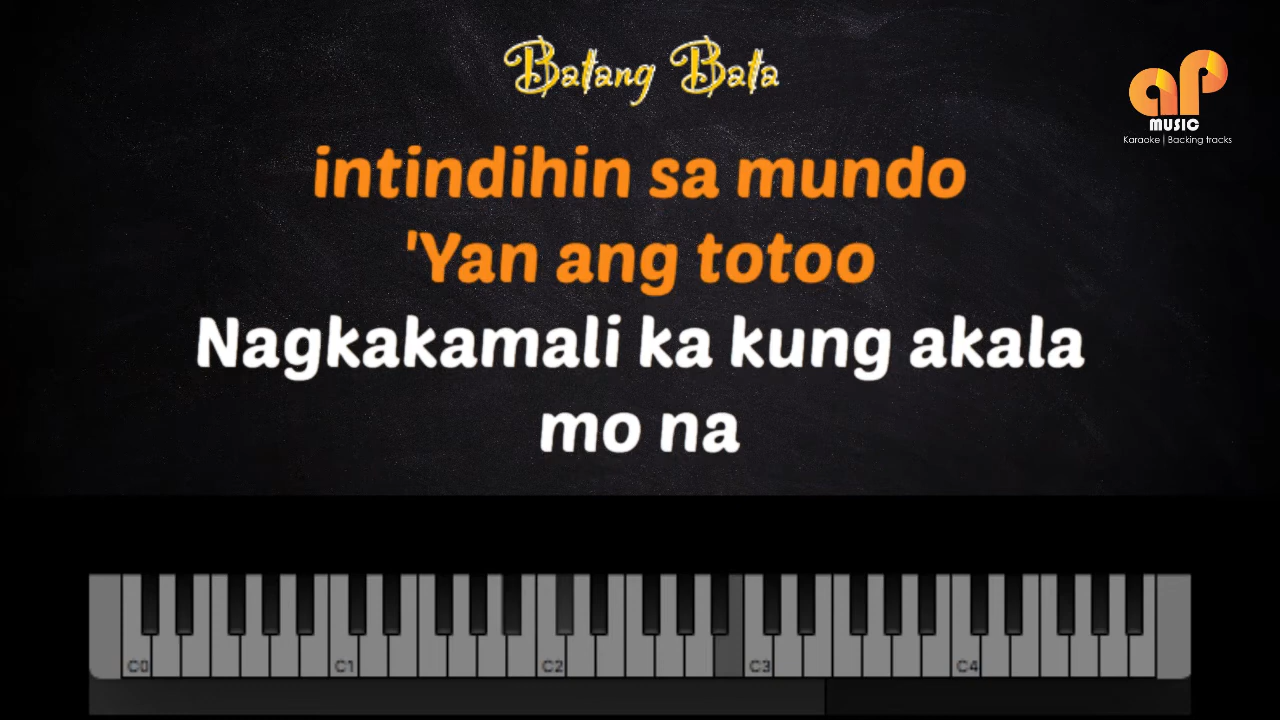 Batang Bata
ap
MUSIC
Karaoke | Backing tracks
intindihin sa mundo
'Yan ang totoo
Nagkakamali ka kung akala
mo na
C0 C1 C2 C3 C4